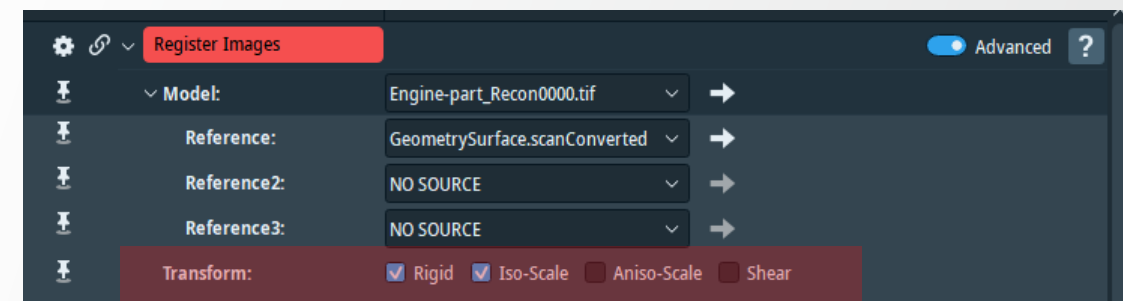 Register Images Advanced ?
Model: Engine-part_Recon0000.tif
Reference: GeometrySurface.scanConverted
Reference2: NO SOURCE
Reference3: NO SOURCE
Transform: Rigid Iso-Scale Aniso-Scale Shear